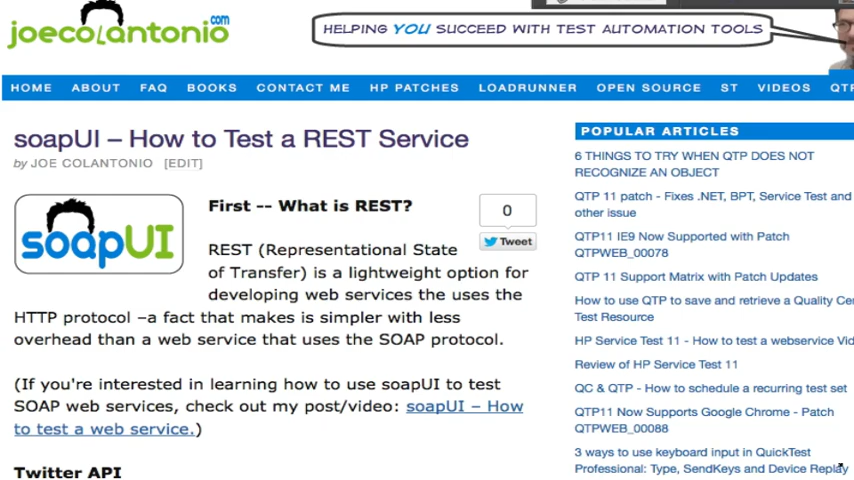 joecolantonio
.com
HELPING YOU SUCCEED WITH TEST AUTOMATION TOOLS
HOME ABOUT FAQ BOOKS CONTACT ME HP PATCHES LOADRUNNER OPEN SOURCE ST VIDEOS QTP
soapUI – How to Test a REST Service
by JOE COLANTONIO [EDIT]
soapUI
First -- What is REST?
0
Tweet
REST (Representational State
of Transfer) is a lightweight option for
developing web services the uses the
HTTP protocol –a fact that makes is simpler with less
overhead than a web service that uses the SOAP protocol.
(If you're interested in learning how to use soapUI to test
SOAP web services, check out my post/video: soapUI – How
to test a web service.)
Twitter API
POPULAR ARTICLES
6 THINGS TO TRY WHEN QTP DOES NOT
RECOGNIZE AN OBJECT
QTP 11 patch - Fixes .NET, BPT, Service Test and
other issue
QTP11 IE9 Now Supported with Patch
QTPWEB_00078
QTP 11 Support Matrix with Patch Updates
How to use QTP to save and retrieve a Quality Cen
Test Resource
HP Service Test 11 - How to test a webservice Vid
Review of HP Service Test 11
QC & QTP - How to schedule a recurring test set
QTP11 Now Supports Google Chrome - Patch
QTPWEB_00088
3 ways to use keyboard input in QuickTest
Professional: Type, SendKeys and Device Replay